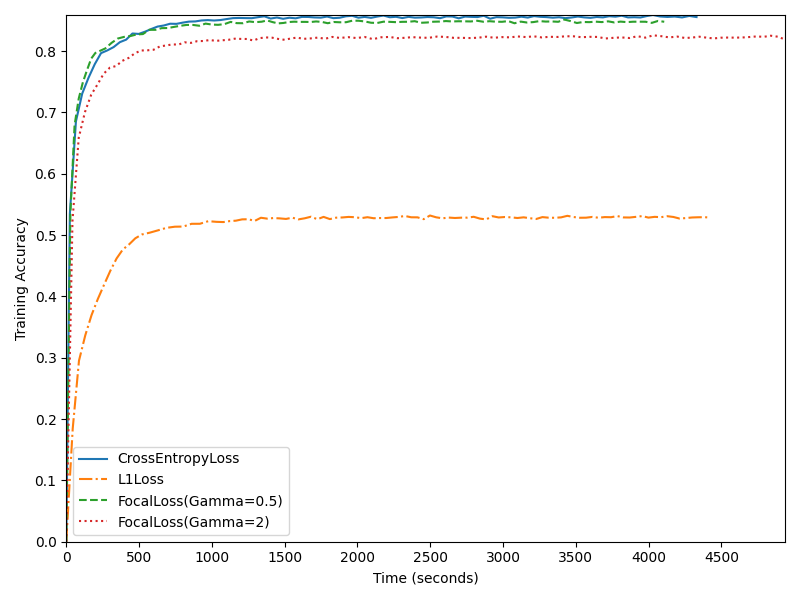 Training Accuracy
0.8
0.7
0.6
0.5
0.4
0.3
0.2
0.1
0.0
CrossEntropyLoss
L1Loss
FocalLoss(Gamma=0.5)
FocalLoss(Gamma=2)
0 500 1000 1500 2000 2500 3000 3500 4000 4500
Time (seconds)